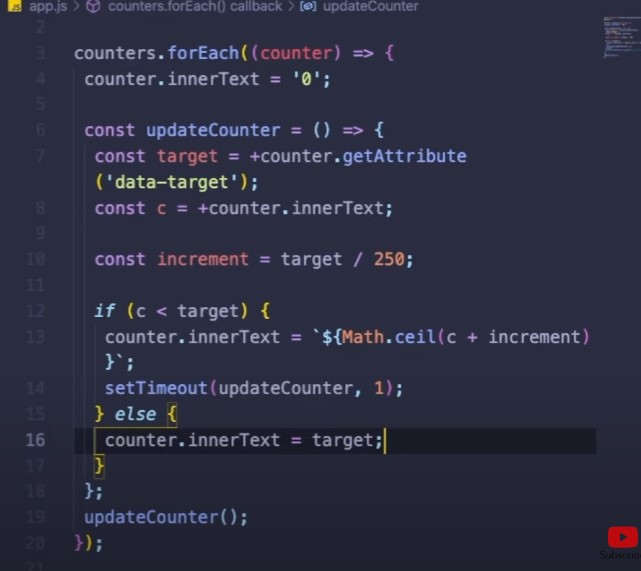 JS app.js > counters.forEach() callback > updateCounter
2
3 counters.forEach((counter) => {
4 counter.innerText = '0';
5
6 const updateCounter = () => {
7 const target = +counter.getAttribute
('data-target');
8 const c = +counter.innerText;
9
10 const increment = target / 250;
11
12 if (c < target) {
13 counter.innerText = `${Math.ceil(c + increment)
}`;
14 setTimeout(updateCounter, 1);
15 } else {
16 counter.innerText = target;
17 }
18 };
19 updateCounter();
20 });
21